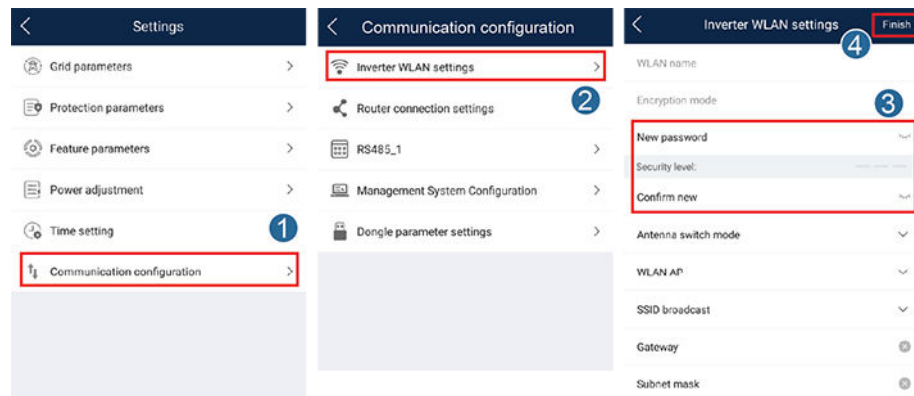 Settings
Grid parameters
Protection parameters
Feature parameters
Power adjustment
Time setting
1
Communication configuration
Communication configuration
Inverter WLAN settings
2
Router connection settings
RS485_1
Management System Configuration
Dongle parameter settings
Inverter WLAN settings
Finish
4
WLAN name
Encryption mode
3
New password
Security level:
Confirm new
Antenna switch mode
WLAN AP
SSID broadcast
Gateway
Subnet mask